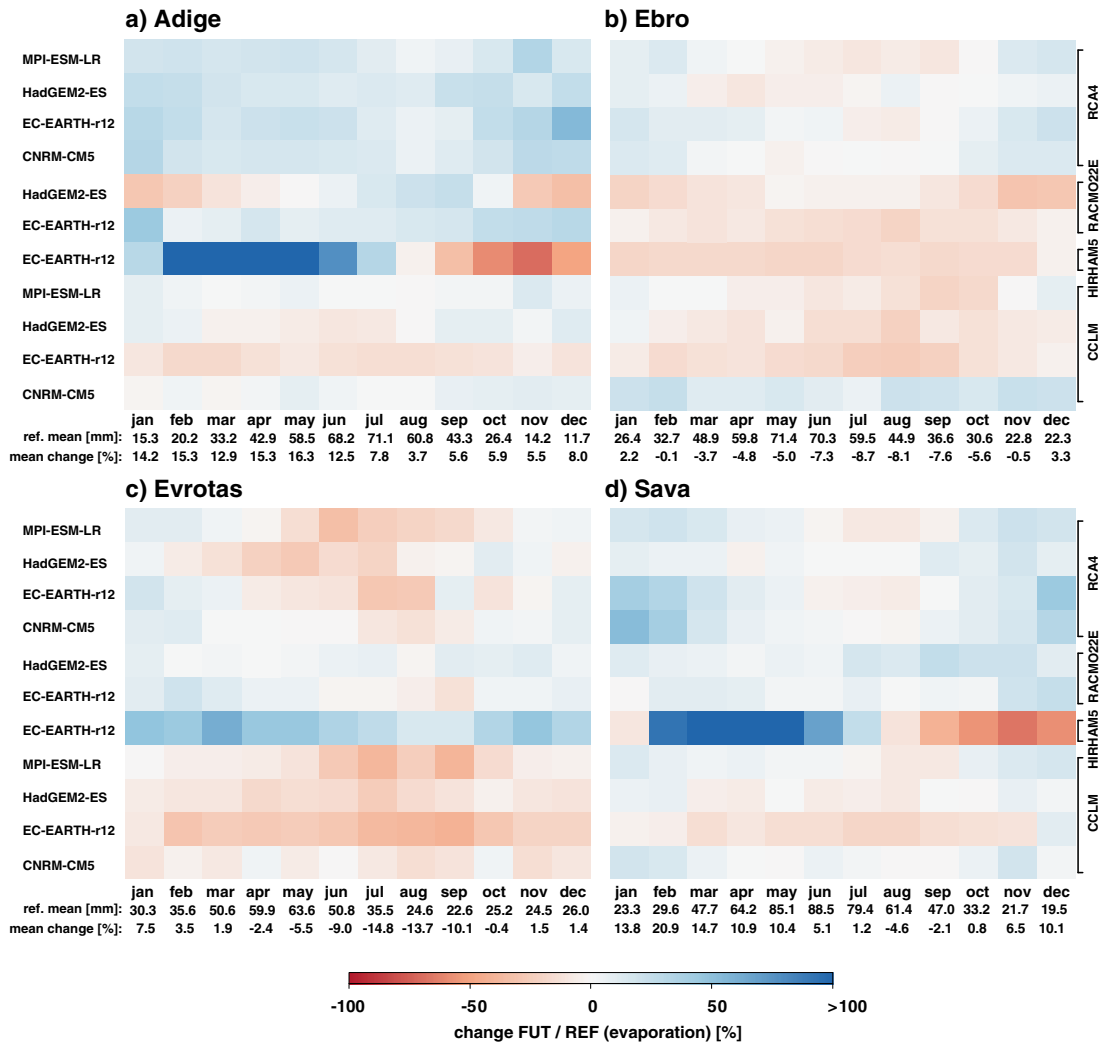 a) Adige
b) Ebro
MPI-ESM-LR
HadGEM2-ES
EC-EARTH-r12
CNRM-CM5
HadGEM2-ES
EC-EARTH-r12
EC-EARTH-r12
MPI-ESM-LR
HadGEM2-ES
EC-EARTH-r12
CNRM-CM5
RCA4
RACMO22E
HIRHAM5
CCLM
jan feb mar apr may jun jul aug sep oct nov dec jan feb mar apr may jun jul aug sep oct nov dec
ref. mean [mm]: 15.3 20.2 33.2 42.9 58.5 68.2 71.1 60.8 43.3 26.4 14.2 11.7 26.4 32.7 48.9 59.8 71.4 70.3 59.5 44.9 36.6 30.6 22.8 22.3
mean change [%]: 14.2 15.3 12.9 15.3 16.3 12.5 7.8 3.7 5.6 5.9 5.5 8.0 2.2 -0.1 -3.7 -4.8 -5.0 -7.3 -8.7 -8.1 -7.6 -5.6 -0.5 3.3
c) Evrotas
d) Sava
MPI-ESM-LR
HadGEM2-ES
EC-EARTH-r12
CNRM-CM5
HadGEM2-ES
EC-EARTH-r12
EC-EARTH-r12
MPI-ESM-LR
HadGEM2-ES
EC-EARTH-r12
CNRM-CM5
RCA4
RACMO22E
HIRHAM5
CCLM
jan feb mar apr may jun jul aug sep oct nov dec jan feb mar apr may jun jul aug sep oct nov dec
ref. mean [mm]: 30.3 35.6 50.6 59.9 63.6 50.8 35.5 24.6 22.6 25.2 24.5 26.0 23.3 29.6 47.7 64.2 85.1 88.5 79.4 61.4 47.0 33.2 21.7 19.5
mean change [%]: 7.5 3.5 1.9 -2.4 -5.5 -9.0 -14.8 -13.7 -10.1 -0.4 1.5 1.4 13.8 20.9 14.7 10.9 10.4 5.1 1.2 -4.6 -2.1 0.8 6.5 10.1
-100 -50 0 50 >100
change FUT / REF (evaporation) [%]